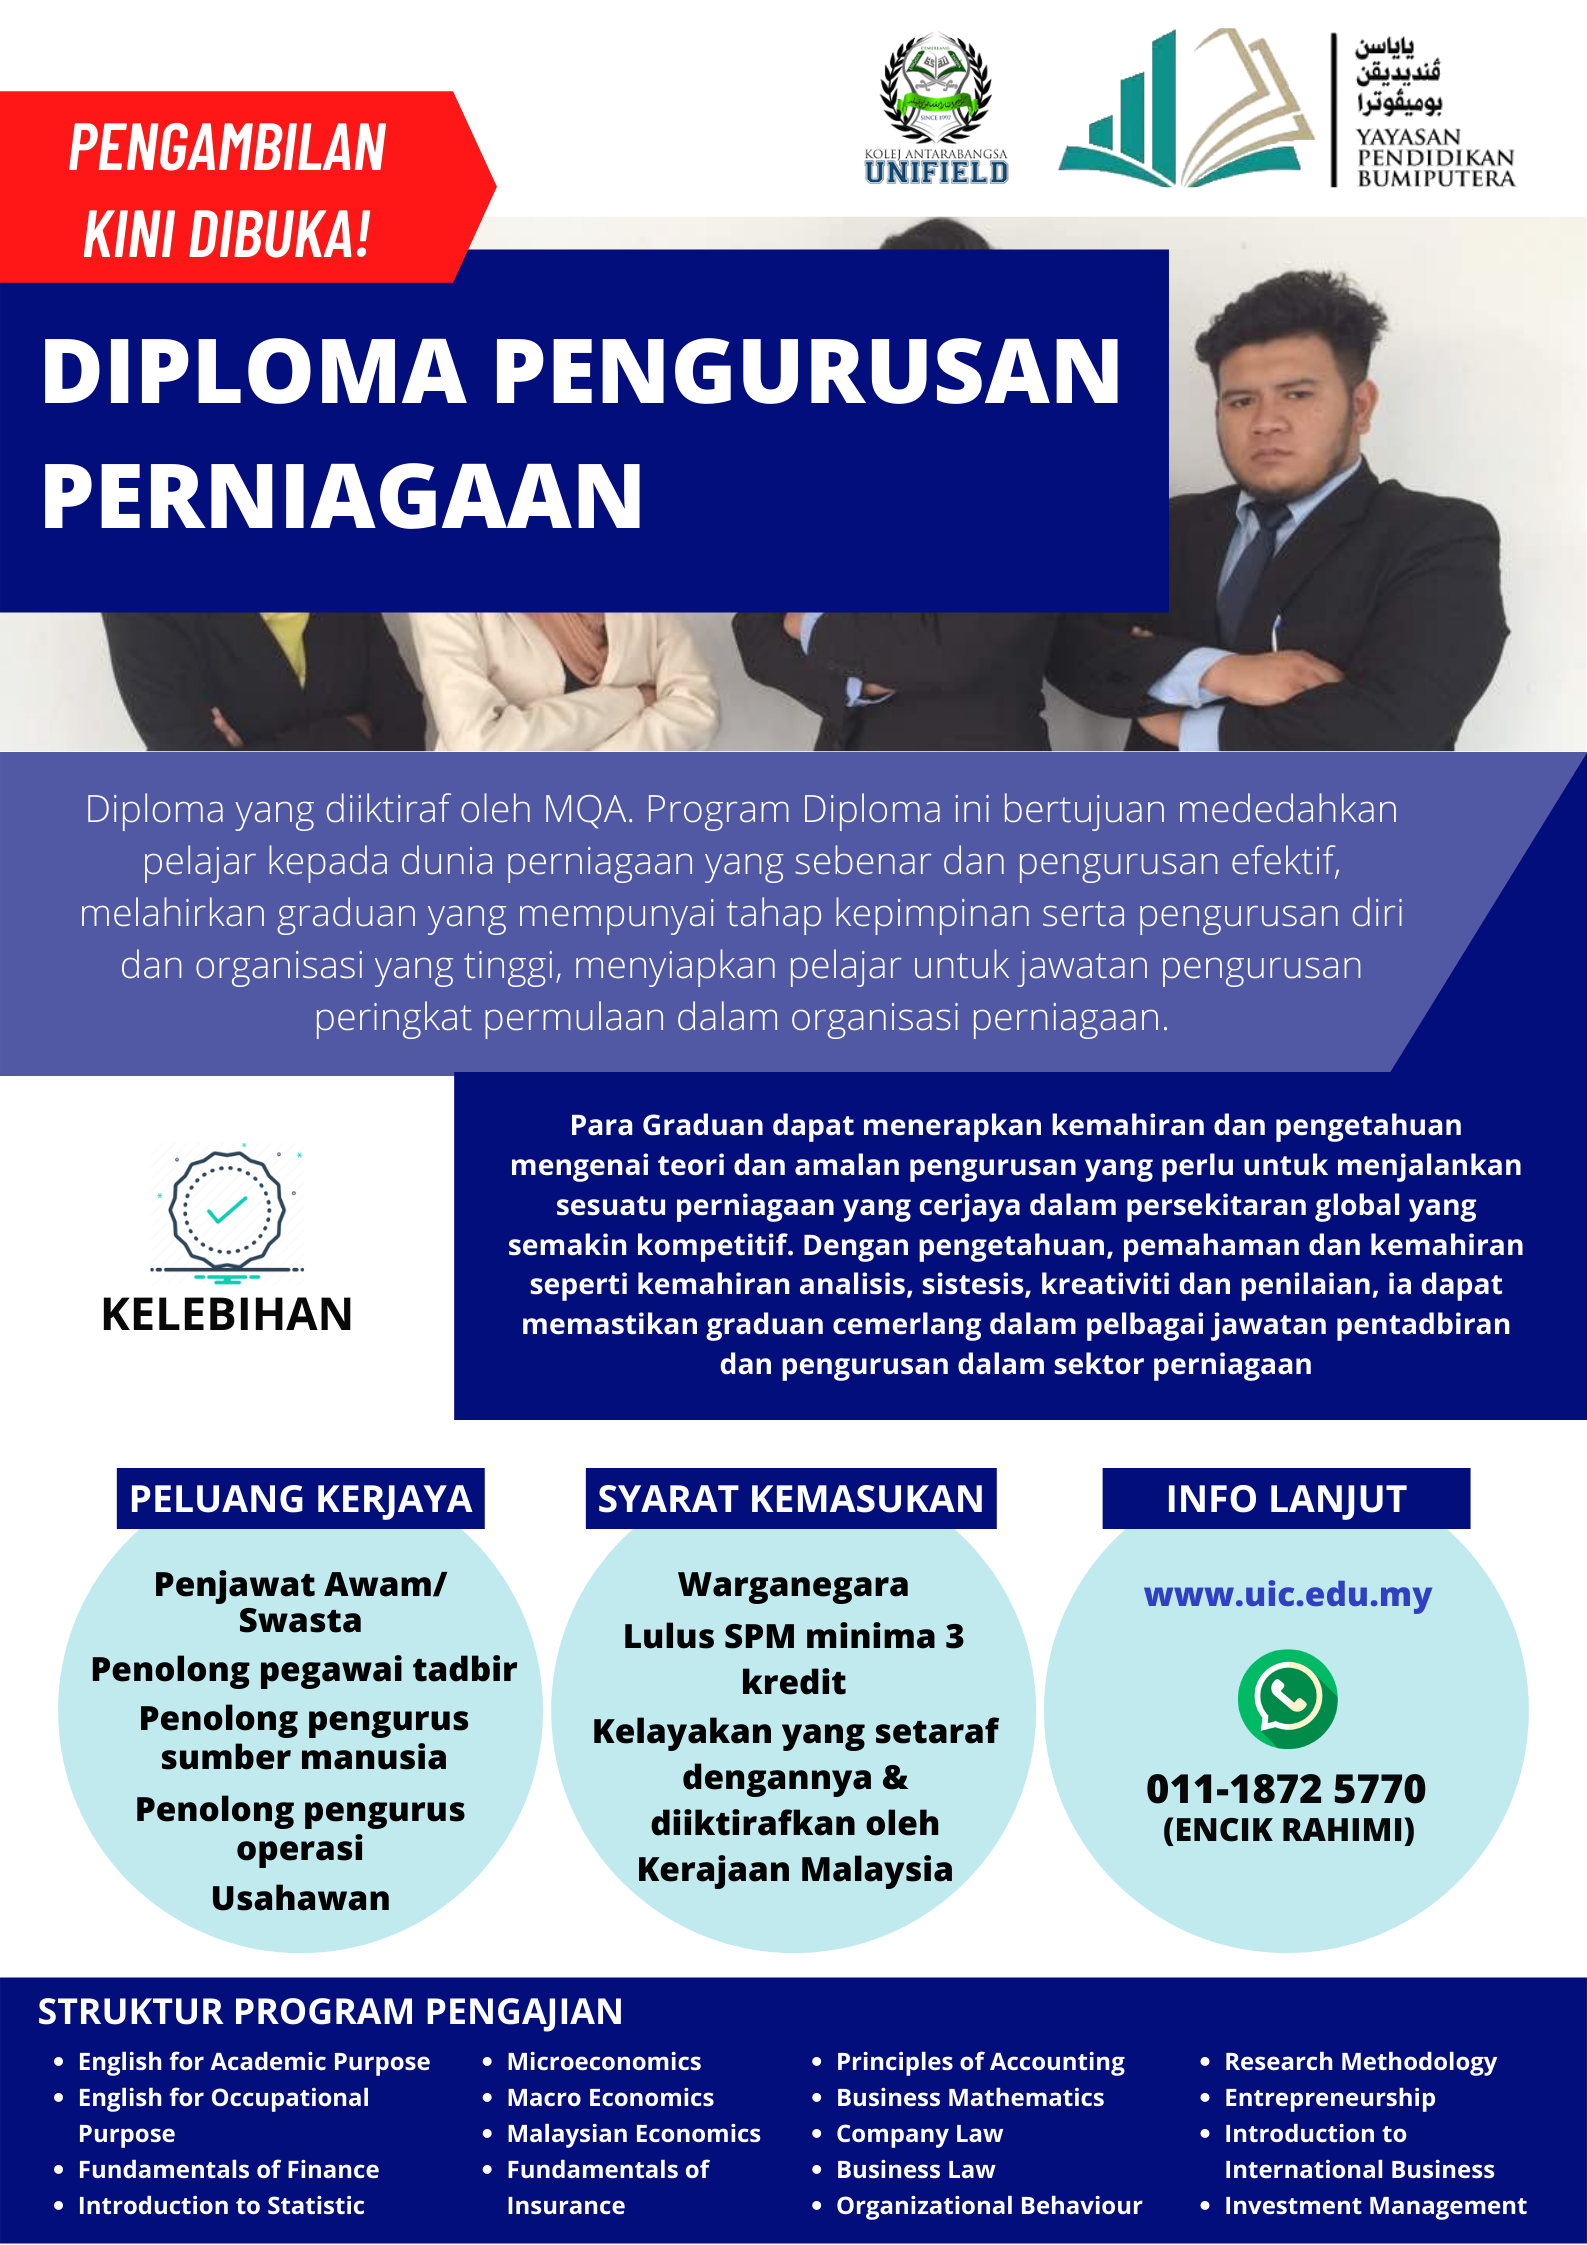 SINCE 1997
KOLEJ ANTARABANGSA
UNIFIELD
ياياسن
ڤنديديقن
بوميڤوترا
YAYASAN
PENDIDIKAN
BUMIPUTERA
PENGAMBILAN
KINI DIBUKA!
DIPLOMA PENGURUSAN
PERNIAGAAN
Diploma yang diiktiraf oleh MQA. Program Diploma ini bertujuan mededahkan
pelajar kepada dunia perniagaan yang sebenar dan pengurusan efektif,
melahirkan graduan yang mempunyai tahap kepimpinan serta pengurusan diri
dan organisasi yang tinggi, menyiapkan pelajar untuk jawatan pengurusan
peringkat permulaan dalam organisasi perniagaan.
KELEBIHAN
Para Graduan dapat menerapkan kemahiran dan pengetahuan
mengenai teori dan amalan pengurusan yang perlu untuk menjalankan
sesuatu perniagaan yang cerjaya dalam persekitaran global yang
semakin kompetitif. Dengan pengetahuan, pemahaman dan kemahiran
seperti kemahiran analisis, sistesis, kreativiti dan penilaian, ia dapat
memastikan graduan cemerlang dalam pelbagai jawatan pentadbiran
dan pengurusan dalam sektor perniagaan
PELUANG KERJAYA
Penjawat Awam/
Swasta
Penolong pegawai tadbir
Penolong pengurus
sumber manusia
Penolong pengurus
operasi
Usahawan
SYARAT KEMASUKAN
Warganegara
Lulus SPM minima 3
kredit
Kelayakan yang setaraf
dengannya &
diiktirafkan oleh
Kerajaan Malaysia
INFO LANJUT
www.uic.edu.my
011-1872 5770
(ENCIK RAHIMI)
STRUKTUR PROGRAM PENGAJIAN
• English for Academic Purpose
• English for Occupational
Purpose
• Fundamentals of Finance
• Introduction to Statistic
• Microeconomics
• Macro Economics
• Malaysian Economics
• Fundamentals of
Insurance
• Principles of Accounting
• Business Mathematics
• Company Law
• Business Law
• Organizational Behaviour
• Research Methodology
• Entrepreneurship
• Introduction to
International Business
• Investment Management